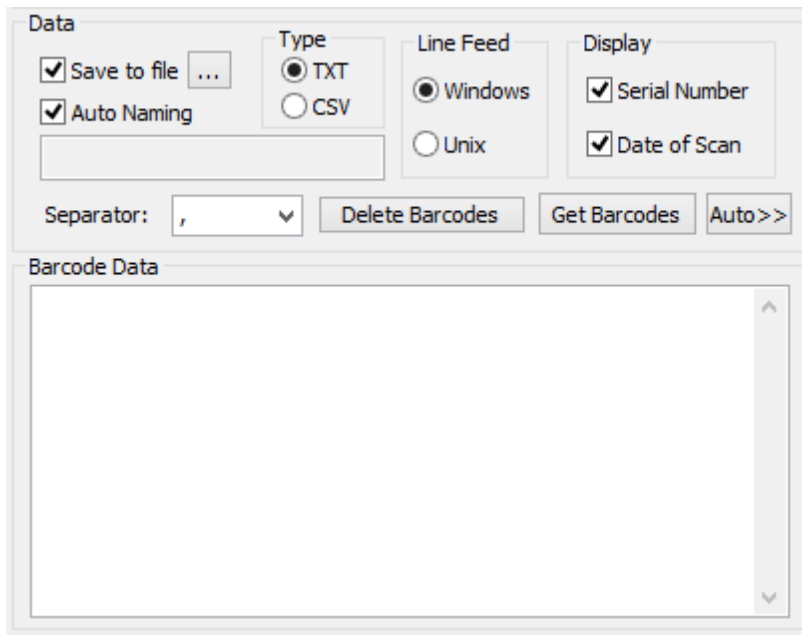 Data
Save to file ...
Auto Naming
Type
TXT
CSV
Line Feed
Windows
Unix
Display
Serial Number
Date of Scan
Separator: ,
Delete Barcodes
Get Barcodes
Auto>>
Barcode Data